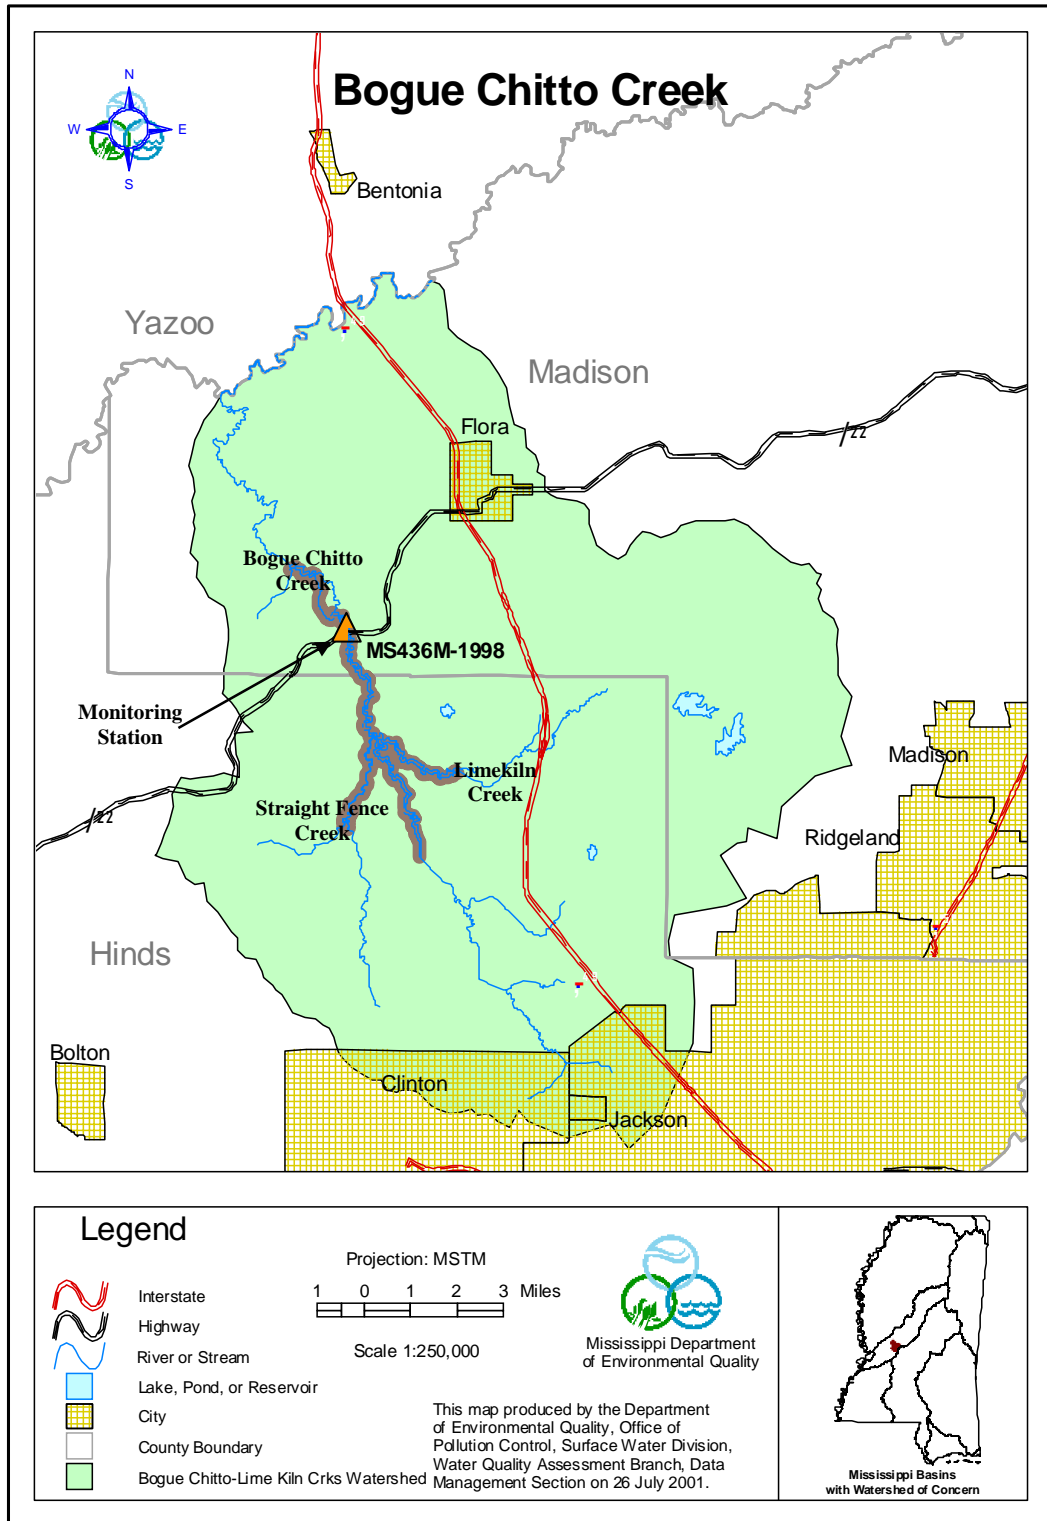 Bogue Chitto Creek
N
W E
S
Bentonia
Yazoo
Madison
Flora
22
Bogue Chitto
Creek
MS436M-1998
Monitoring
Station
Limekiln
Creek
Straight Fence
Creek
22
Madison
Ridgeland
Hinds
Bolton
Clinton
Jackson
Legend
Interstate
Highway
River or Stream
Lake, Pond, or Reservoir
City
County Boundary
Bogue Chitto-Lime Kiln Crks Watershed
Projection: MSTM
1 0 1 2 3 Miles
Scale 1:250,000
Mississippi Department
of Environmental Quality
This map produced by the Department
of Environmental Quality, Office of
Pollution Control, Surface Water Division,
Water Quality Assessment Branch, Data
Management Section on 26 July 2001.
Mississippi Basins
with Watershed of Concern